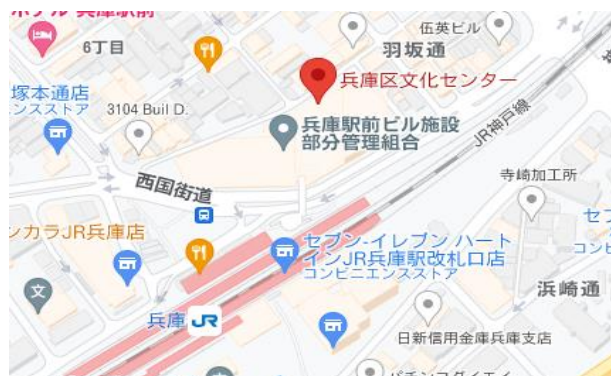 兵庫駅前
6丁目
伍英ビル
羽坂通
兵庫区文化センター
塚本通店
ンエンスストア
3104 Buil D.
兵庫駅前ビル施設
部分管理組合
JR神戸線
西国街道
寺崎加工所
ンカラJR兵庫店
セブン-イレブン ハート
インJR兵庫駅改札口店
コンビニエンスストア
セブ
コンビ
文
浜崎通
兵庫 JR
日新信用金庫兵庫支店